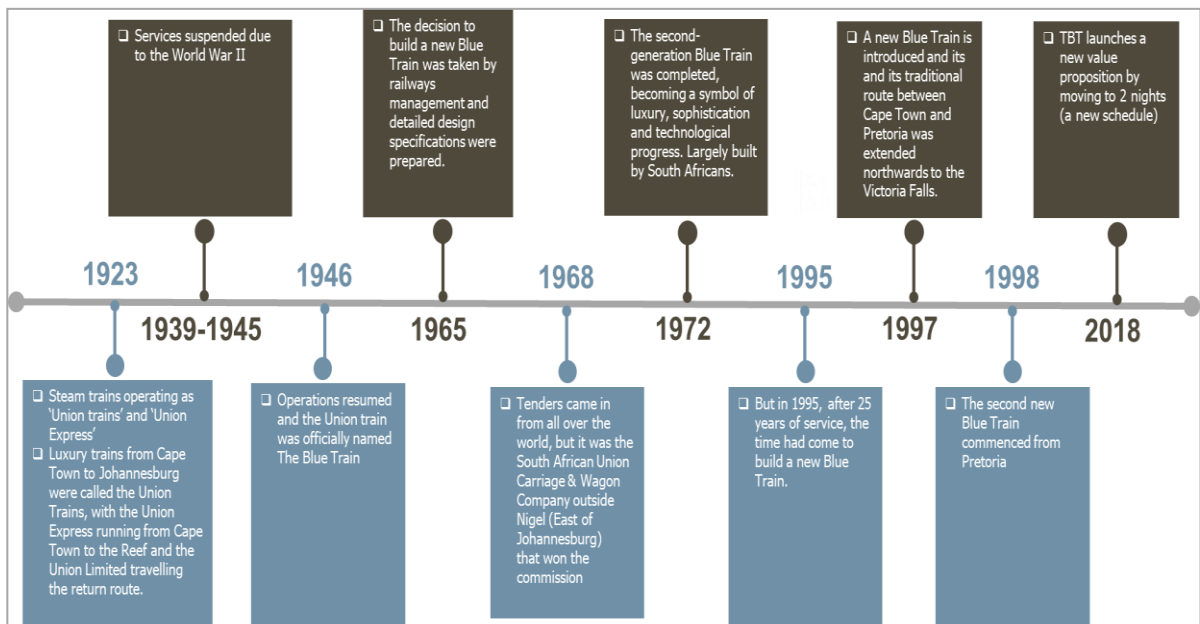 ❑ Services suspended due
to the World War II
❑ The decision to
build a new Blue
Train was taken by
railways
management and
detailed design
specifications were
prepared.
❑ The second-
generation Blue Train
was completed,
becoming a symbol of
luxury, sophistication
and technological
progress. Largely built
by South Africans.
❑ A new Blue Train is
introduced and its
and its traditional
route between
Cape Town and
Pretoria was
extended
northwards to the
Victoria Falls.
❑ TBT launches a
new value
proposition by
moving to 2 nights
(a new schedule)
1923
1939-1945
1946
1965
1968
1972
1995
1997
1998
2018
❑ Steam trains operating as
‘Union trains’ and ‘Union
Express’
❑ Luxury trains from Cape
Town to Johannesburg
were called the Union
Trains, with the Union
Express running from Cape
Town to the Reef and the
Union Limited travelling
the return route.
❑ Operations resumed
and the Union train
was officially named
The Blue Train
❑ Tenders came in
from all over the
world, but it was the
South African Union
Carriage & Wagon
Company outside
Nigel (East of
Johannesburg)
that won the
commission
❑ But in 1995, after 25
years of service, the
time had come to
build a new Blue
Train.
❑ The second new
Blue Train
commenced from
Pretoria